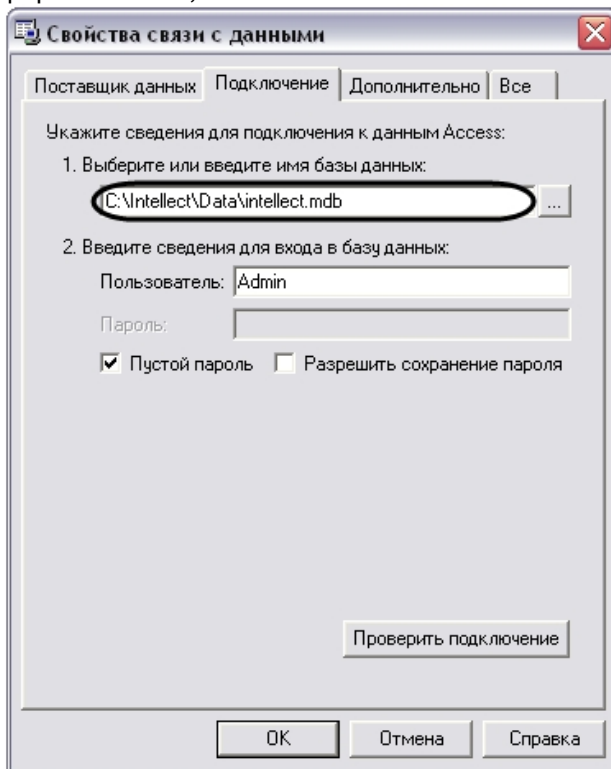 Свойства связи с данными
Поставщик данных Подключение Дополнительно Все
Укажите сведения для подключения к данным Access:
1. Выберите или введите имя базы данных:
C:\Intellect\Data\intellect.mdb ...
2. Введите сведения для входа в базу данных:
Пользователь: Admin
Пароль:
Пустой пароль Разрешить сохранение пароля
Проверить подключение
OK Отмена Справка